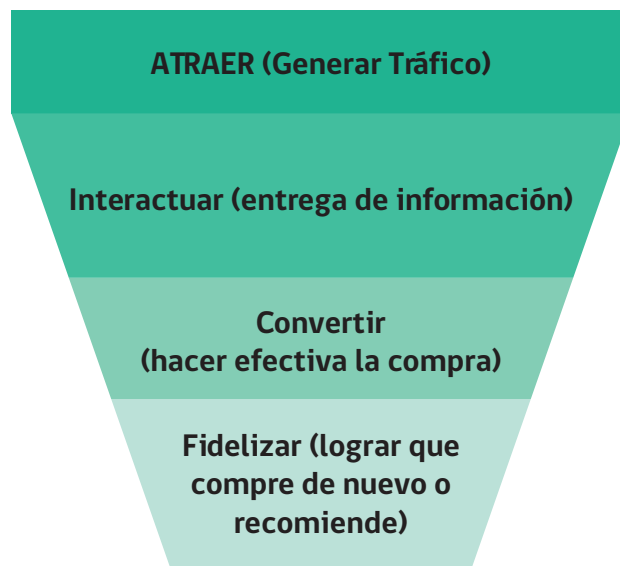 ATRAER (Generar Tráfico)
Interactuar (entrega de información)
Convertir
(hacer efectiva la compra)
Fidelizar (lograr que
compre de nuevo o
recomiende)